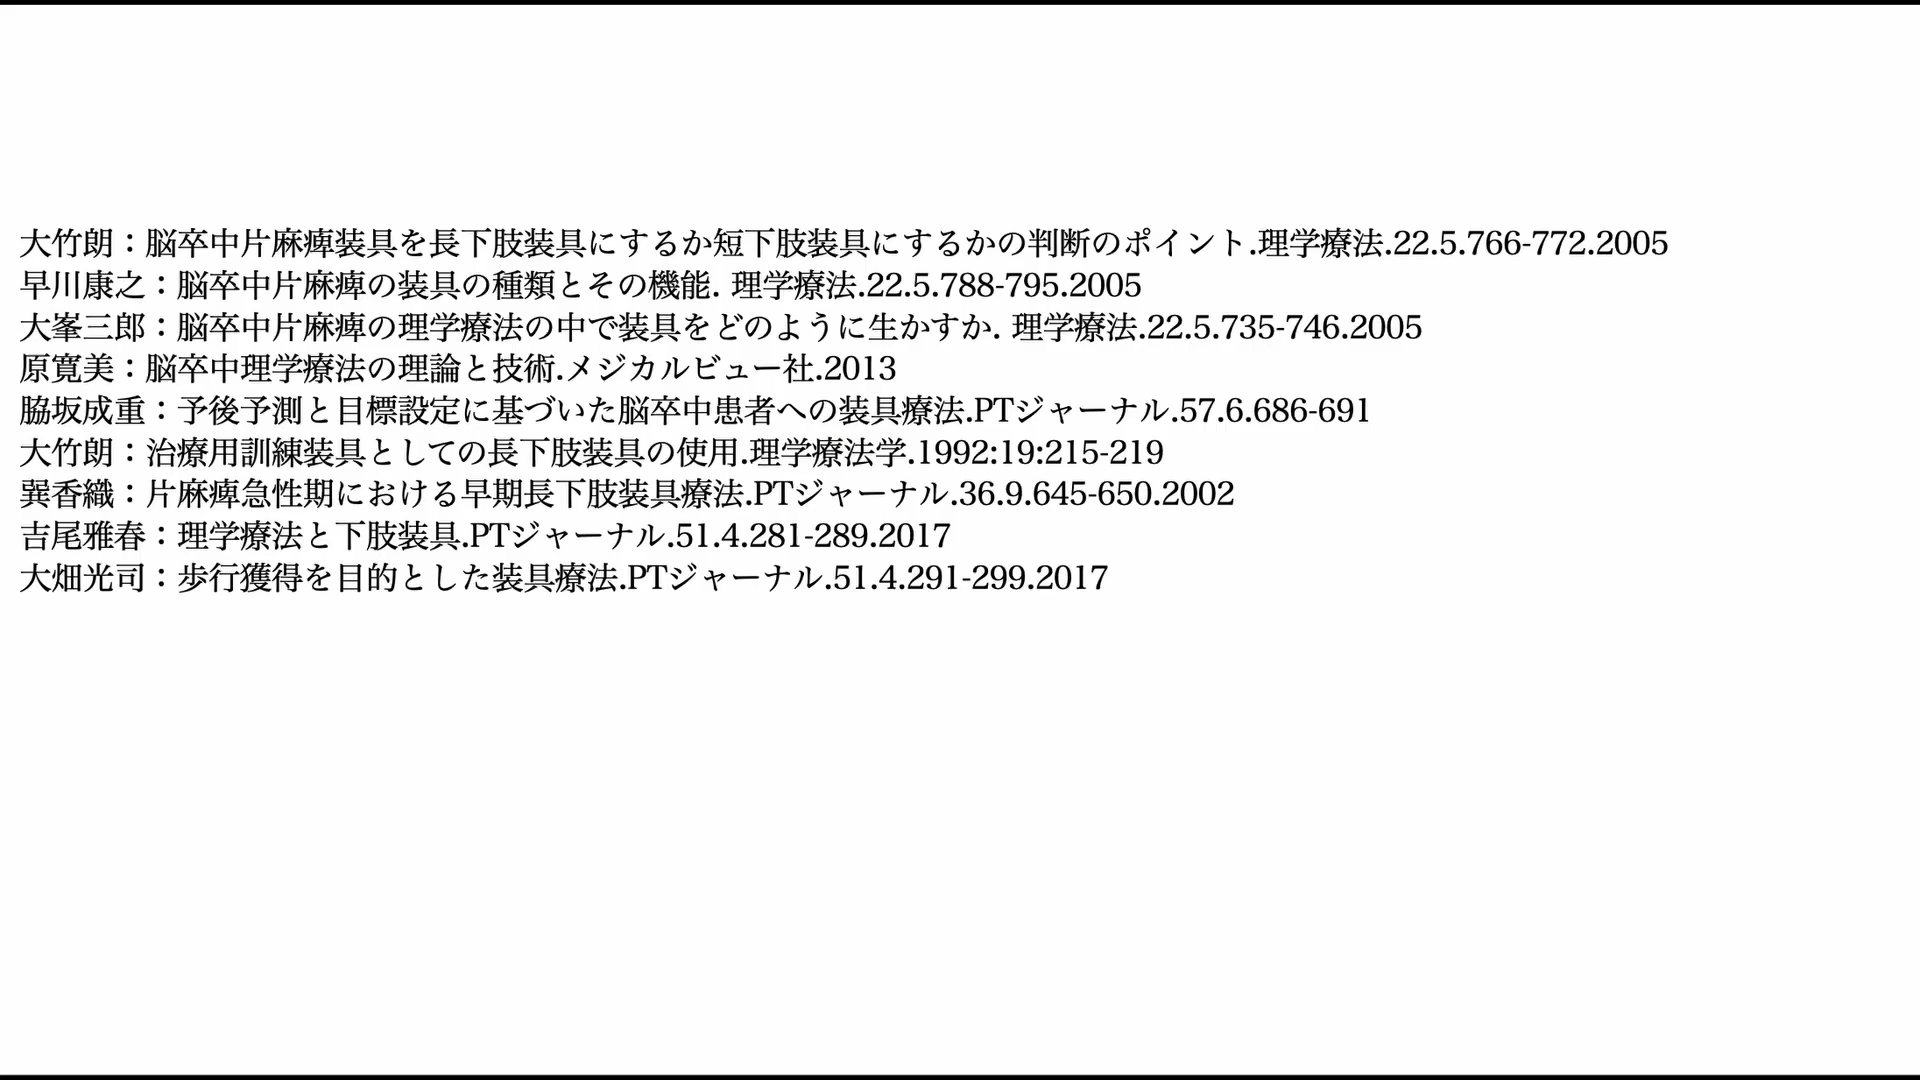 大竹朗：脳卒中片麻痺装具を長下肢装具にするか短下肢装具にするかの判断のポイント.理学療法.22.5.766-772.2005
早川康之：脳卒中片麻痺の装具の種類とその機能. 理学療法.22.5.788-795.2005
大峯三郎：脳卒中片麻痺の理学療法の中で装具をどのように生かすか. 理学療法.22.5.735-746.2005
原寛美：脳卒中理学療法の理論と技術.メジカルビュー社.2013
脇坂成重：予後予測と目標設定に基づいた脳卒中患者への装具療法.PTジャーナル.57.6.686-691
大竹朗：治療用訓練装具としての長下肢装具の使用.理学療法学.1992:19:215-219
巽香織：片麻痺急性期における早期長下肢装具療法.PTジャーナル.36.9.645-650.2002
吉尾雅春：理学療法と下肢装具.PTジャーナル.51.4.281-289.2017
大畑光司：歩行獲得を目的とした装具療法.PTジャーナル.51.4.291-299.2017